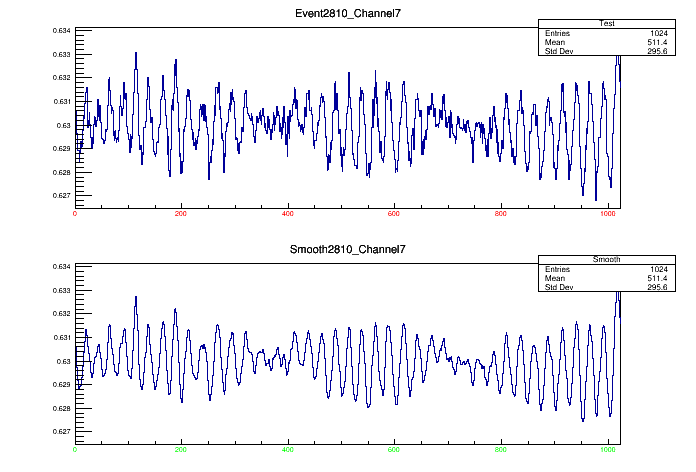 Event2810_Channel7
Test
Entries 1024
Mean 511.4
Std Dev 295.6
0.634
0.633
0.632
0.631
0.63
0.629
0.628
0.627
0 200 400 600 800 1000
Smooth2810_Channel7
Smooth
Entries 1024
Mean 511.4
Std Dev 295.6
0.634
0.633
0.632
0.631
0.63
0.629
0.628
0.627
0 200 400 600 800 1000